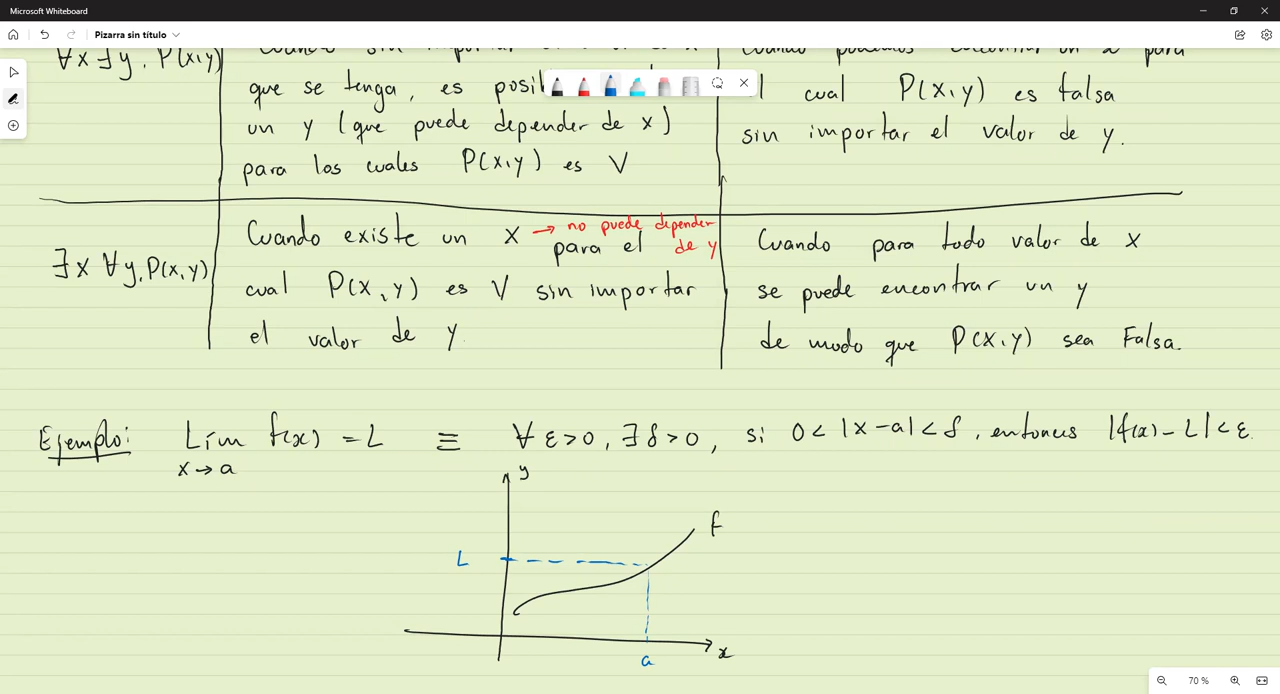 Microsoft Whiteboard
Pizarra sin título
∀x∃y. P(x,y)
que se tenga, es
un y (que puede depender de x)
para los cuales P(x,y) es V
cual P(x,y) es falsa
sin importar el valor de y.
∃x ∀y, P(x,y)
Cuando existe un x → no puede depender de y
para el
cual P(x,y) es V sin importar
el valor de y.
Cuando para todo valor de x
se puede encontrar un y
de modo que P(x,y) sea Falsa.
Ejemplo: Lím f(x) = L ≡ ∀ ε>0, ∃ δ>0, si 0< |x-a| < δ, entonces |f(x) - L| < ε.
x→a
y
f
L
x
a
70 %